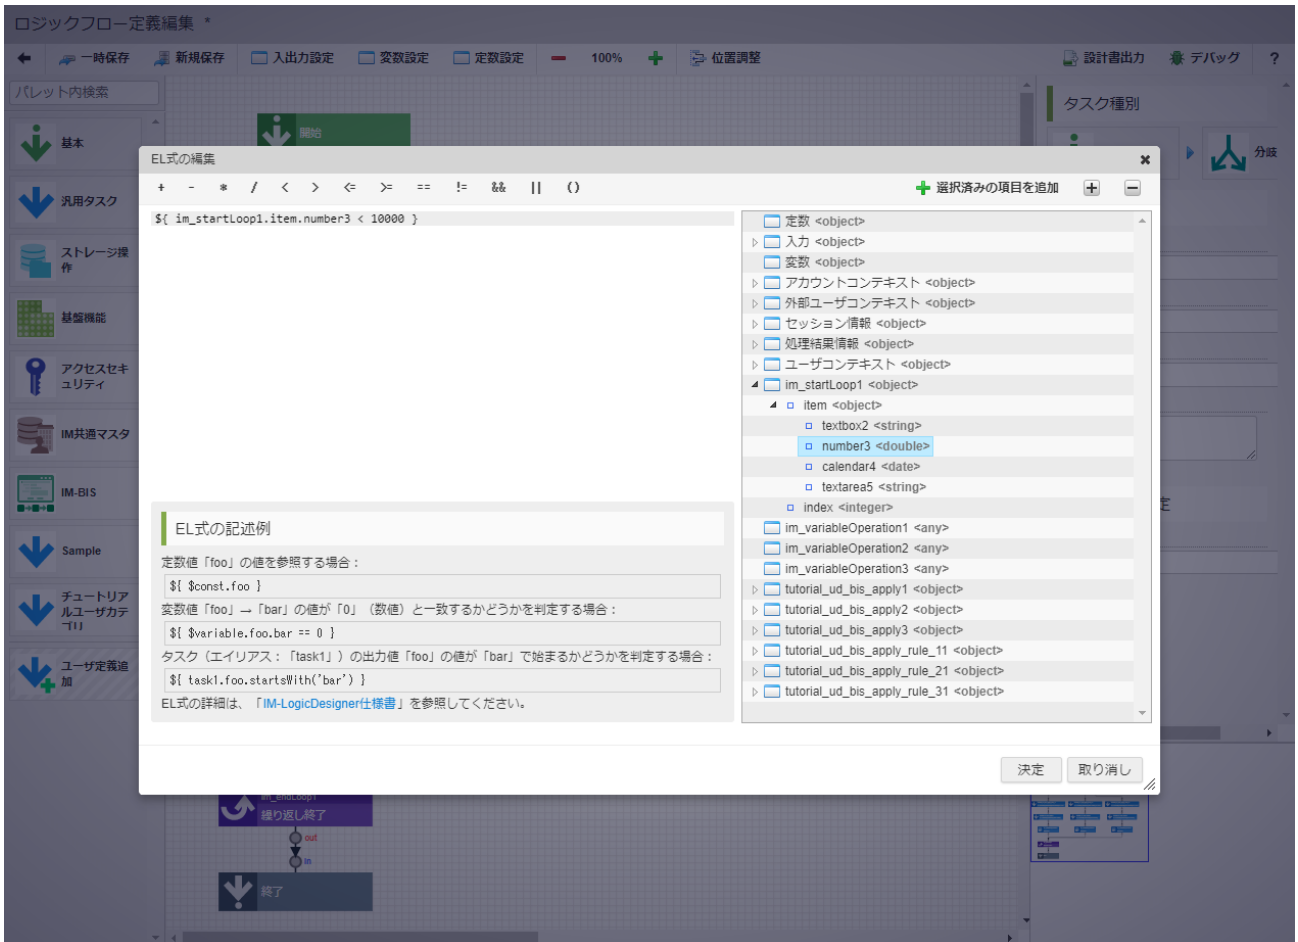 ロジックフロー定義編集 *
一時保存 新規保存 入出力設定 変数設定 定数設定 100% 位置調整 設計書出力 デバッグ ?
パレット内検索
基本
汎用タスク
ストレージ操
作
基盤機能
アクセスセキ
ュリティ
IM共通マスタ
IM-BIS
Sample
チュートリア
ルユーザカテ
ゴリ
ユーザ定義追
加
開始
タスク種別
分岐
EL式の編集
+ - * / < > <= >= == != && || ()
選択済みの項目を追加
${ im_startLoop1.item.number3 < 10000 }
定数 <object>
入力 <object>
変数 <object>
アカウントコンテキスト <object>
外部ユーザコンテキスト <object>
セッション情報 <object>
処理結果情報 <object>
ユーザコンテキスト <object>
im_startLoop1 <object>
item <object>
textbox2 <string>
number3 <double>
calendar4 <date>
textarea5 <string>
index <integer>
im_variableOperation1 <any>
im_variableOperation2 <any>
im_variableOperation3 <any>
tutorial_ud_bis_apply1 <object>
tutorial_ud_bis_apply2 <object>
tutorial_ud_bis_apply3 <object>
tutorial_ud_bis_apply_rule_11 <object>
tutorial_ud_bis_apply_rule_21 <object>
tutorial_ud_bis_apply_rule_31 <object>
EL式の記述例
定数値「foo」の値を参照する場合：
${ $const.foo }
変数値「foo」→「bar」の値が「0」（数値）と一致するかどうかを判定する場合：
${ $variable.foo.bar == 0 }
タスク（エイリアス：「task1」）の出力値「foo」の値が「bar」で始まるかどうかを判定する場合：
${ task1.foo.startsWith('bar') }
EL式の詳細は、「IM-LogicDesigner仕様書」を参照してください。
決定 取り消し
定
im_endLoop1
繰り返し終了
out
in
終了